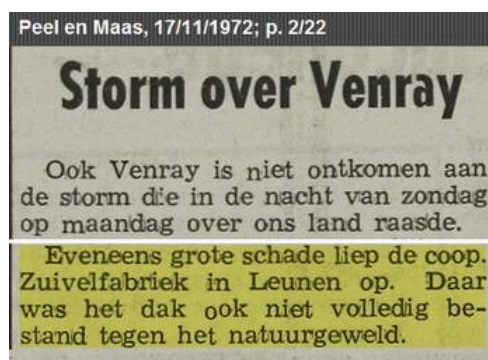 Peel en Maas, 17/11/1972; p. 2/22
Storm over Venray
Ook Venray is niet ontkomen aan
de storm die in de nacht van zondag
op maandag over ons land raasde.
Eveneens grote schade liep de coop.
Zuivelfabriek in Leunen op. Daar
was het dak ook niet volledig be-
stand tegen het natuurgeweld.